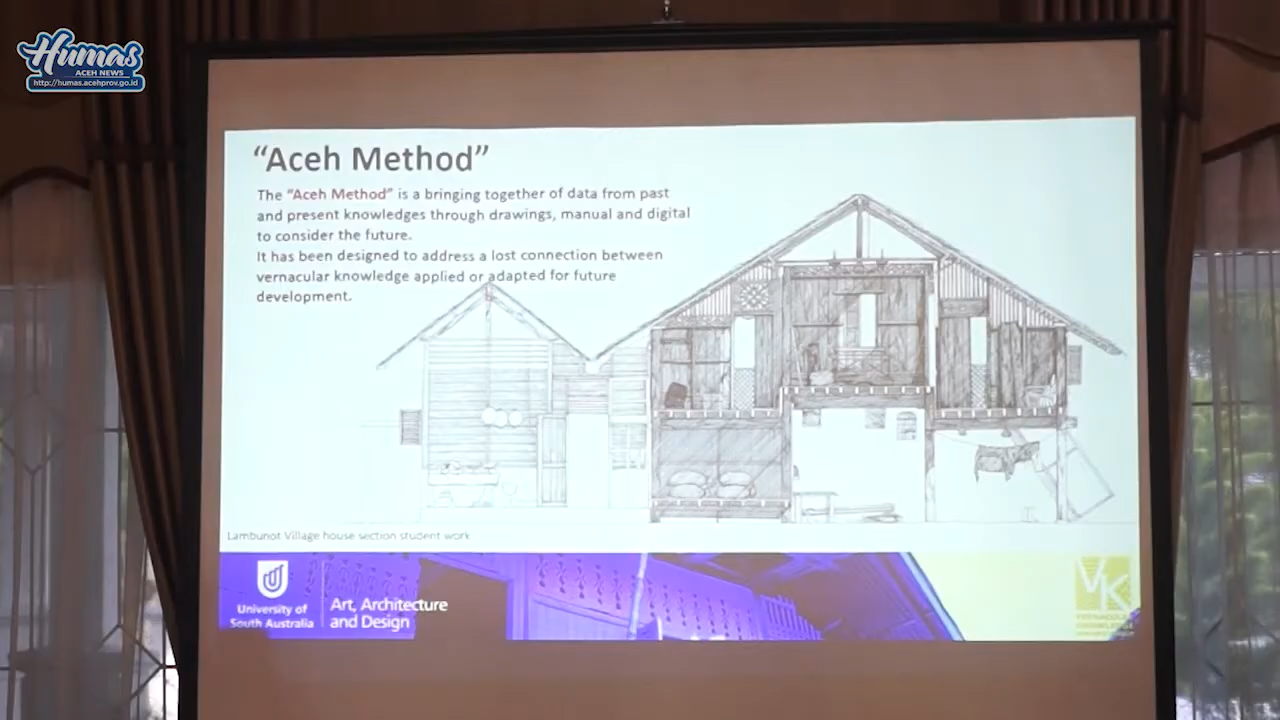 Humas
ACEH NEWS
http://humas.acehprov.go.id
“Aceh Method”
The “Aceh Method” is a bringing together of data from past
and present knowledges through drawings, manual and digital
to consider the future.
It has been designed to address a lost connection between
vernacular knowledge applied or adapted for future
development.
Lambunot Village house section student work
University of
South Australia
Art, Architecture
and Design
VK